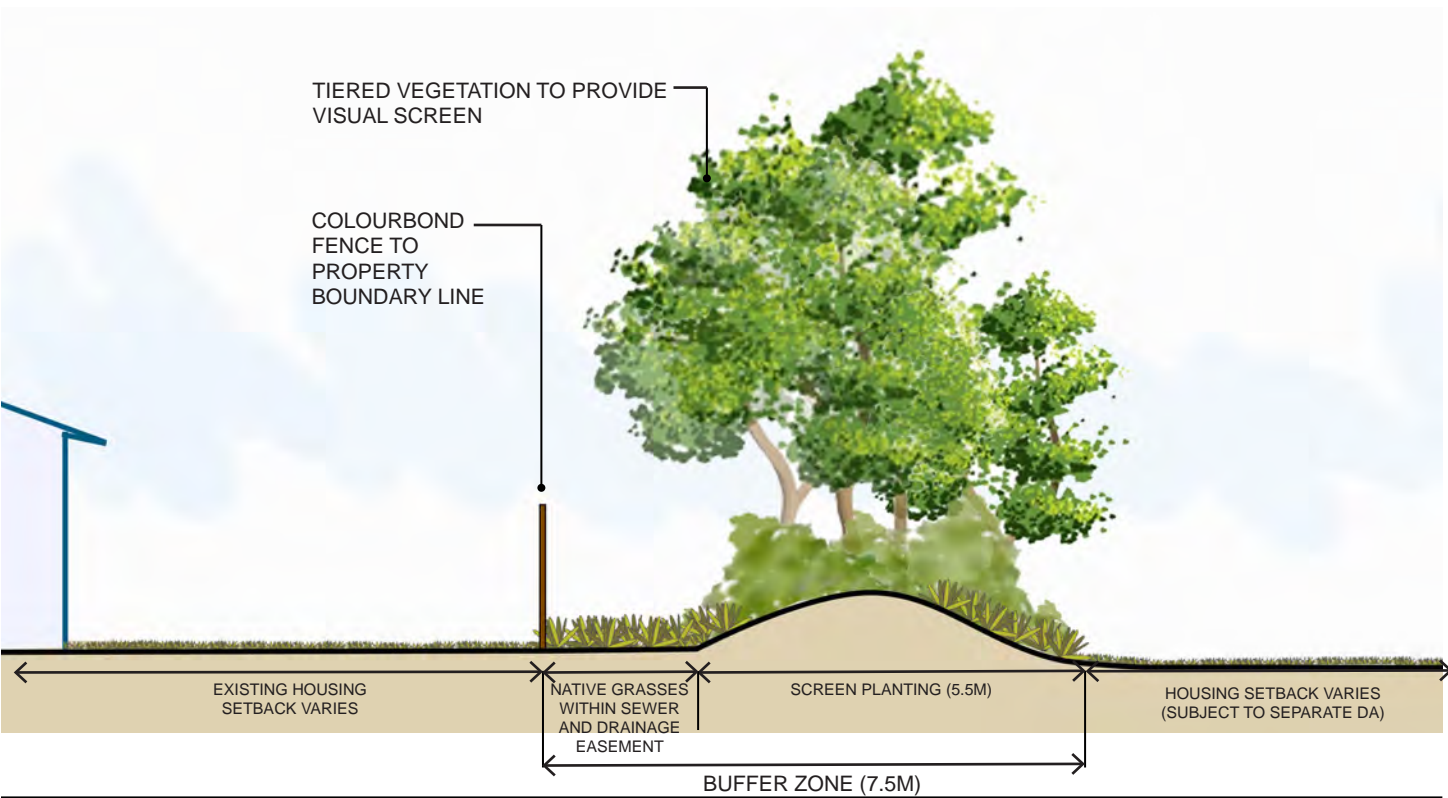 TIERED VEGETATION TO PROVIDE
VISUAL SCREEN
COLOURBOND
FENCE TO
PROPERTY
BOUNDARY LINE
EXISTING HOUSING
SETBACK VARIES
NATIVE GRASSES
WITHIN SEWER
AND DRAINAGE
EASEMENT
SCREEN PLANTING (5.5M)
HOUSING SETBACK VARIES
(SUBJECT TO SEPARATE DA)
BUFFER ZONE (7.5M)